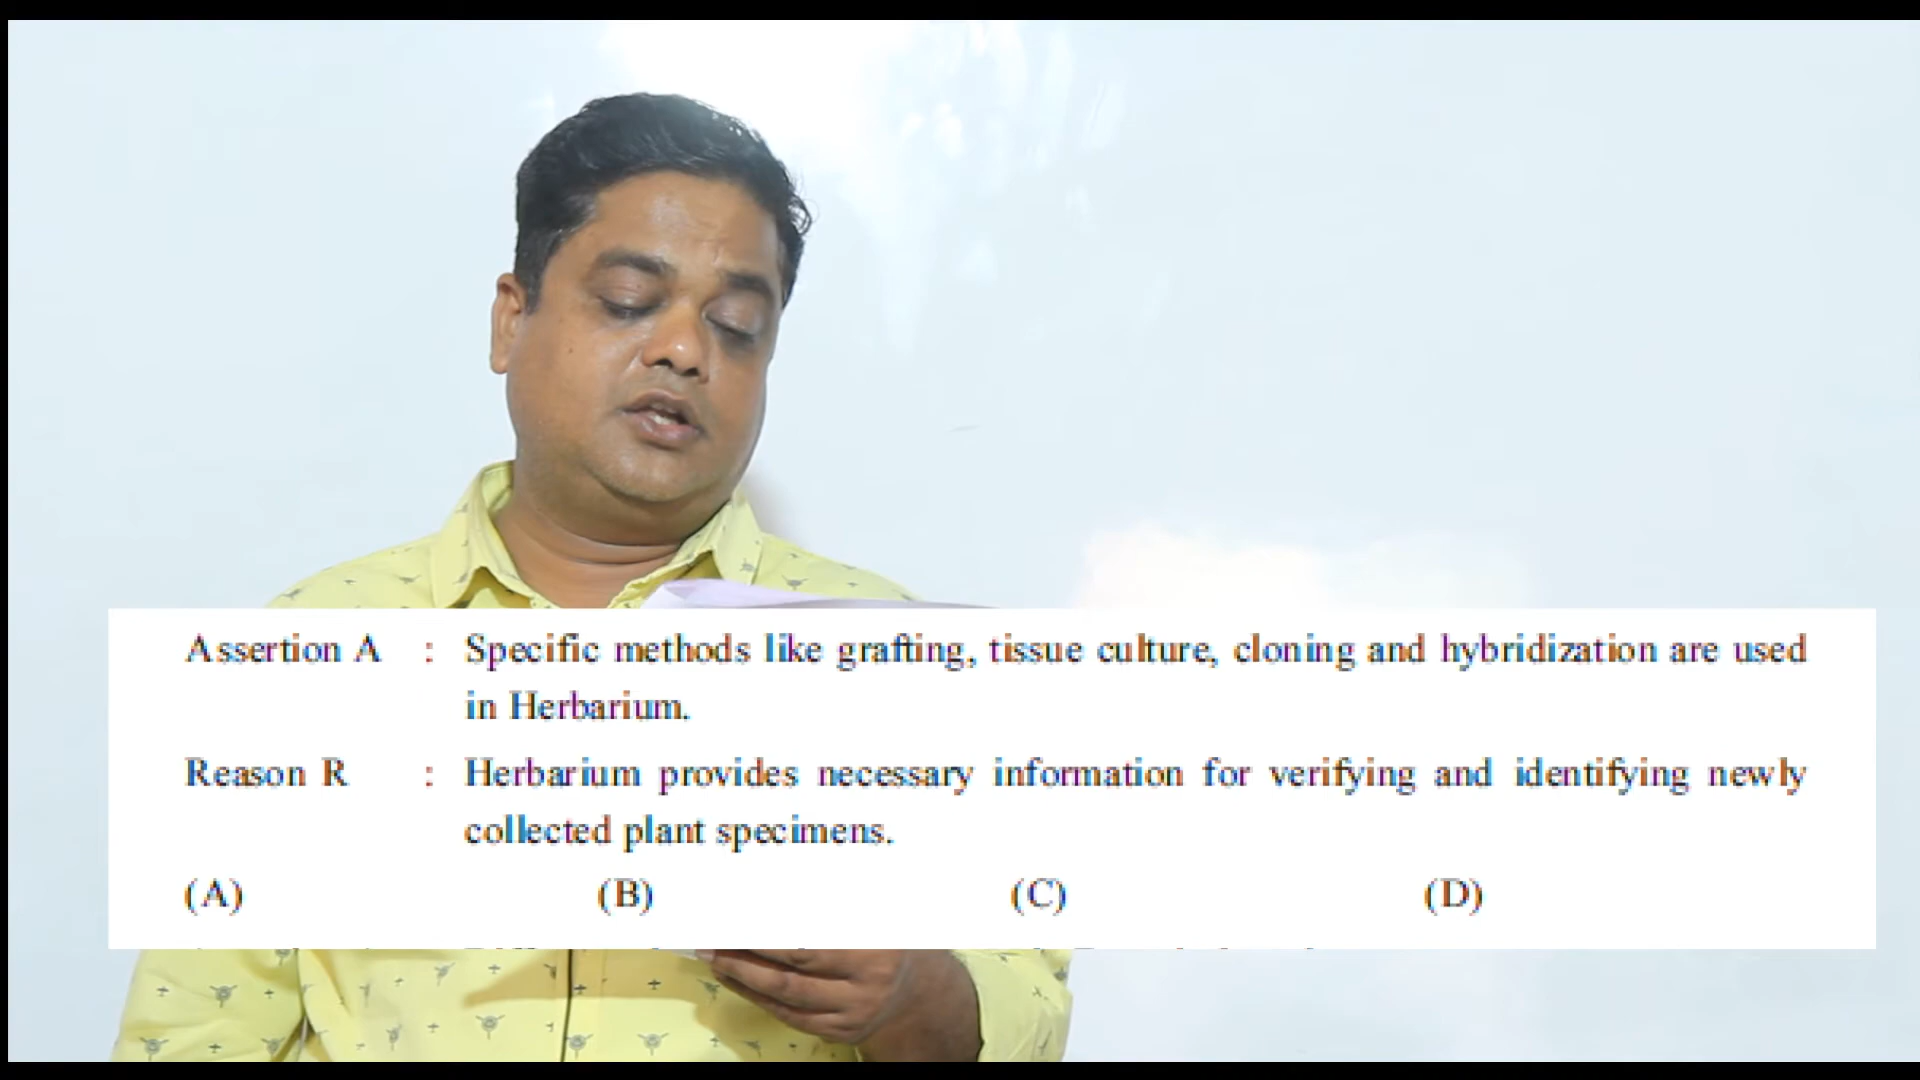 Assertion A : Specific methods like grafting, tissue culture, cloning and hybridization are used
in Herbarium.
Reason R : Herbarium provides necessary information for verifying and identifying newly
collected plant specimens.
(A) (B) (C) (D)